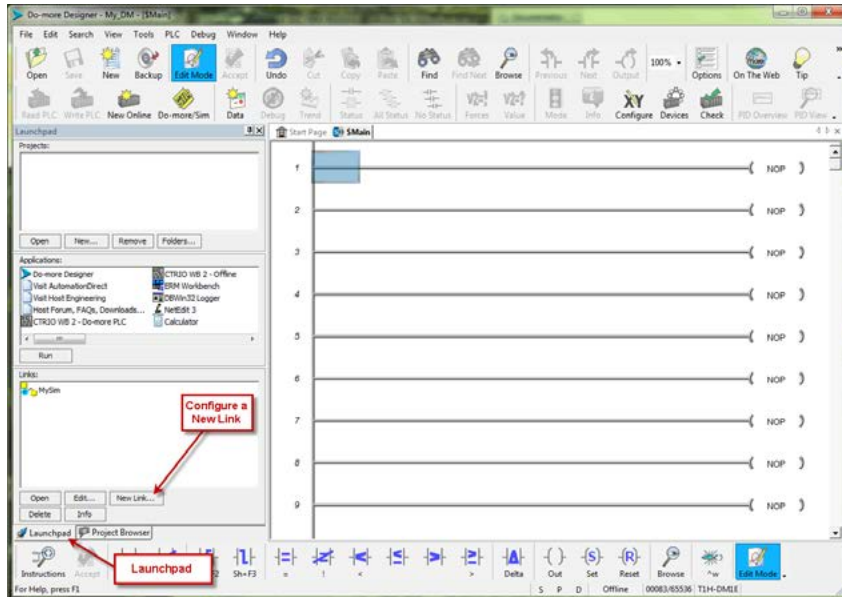 Do-more Designer - My_DM - [$Main]
File Edit Search View Tools PLC Debug Window Help
Open Save New Backup Edit Mode Accept Undo Cut Copy Paste Find Find Next Browse Previous Next Output 100% Options On The Web Tip
Read PLC Write PLC New Online Do-more/Sim Data Debug Trend Status All Status No Status Forces Value Mode Info Configure Devices Check PID Overview PID View
Launchpad
Start Page $Main
Projects:
Open New... Remove Folders...
Applications:
Do-more Designer
Visit AutomationDirect
Visit Host Engineering
Host Forum, FAQs, Downloads...
CTRIO WB 2 - Do-more PLC
CTRIO WB 2 - Offline
ERM Workbench
DBWin32 Logger
NetEdit 3
Calculator
Run
Links:
MySim
Configure a
New Link
Open Edit... New Link...
Delete Info
Launchpad Project Browser
Launchpad
1 NOP
2 NOP
3 NOP
4 NOP
5 NOP
6 NOP
7 NOP
8 NOP
9 NOP
Instructions Accept F2 Sh+F3 = ! < > Delta Out Set Reset Browse ^w Edit Mode
For Help, press F1
S P D Offline 00083/65536 T1H-DM1E